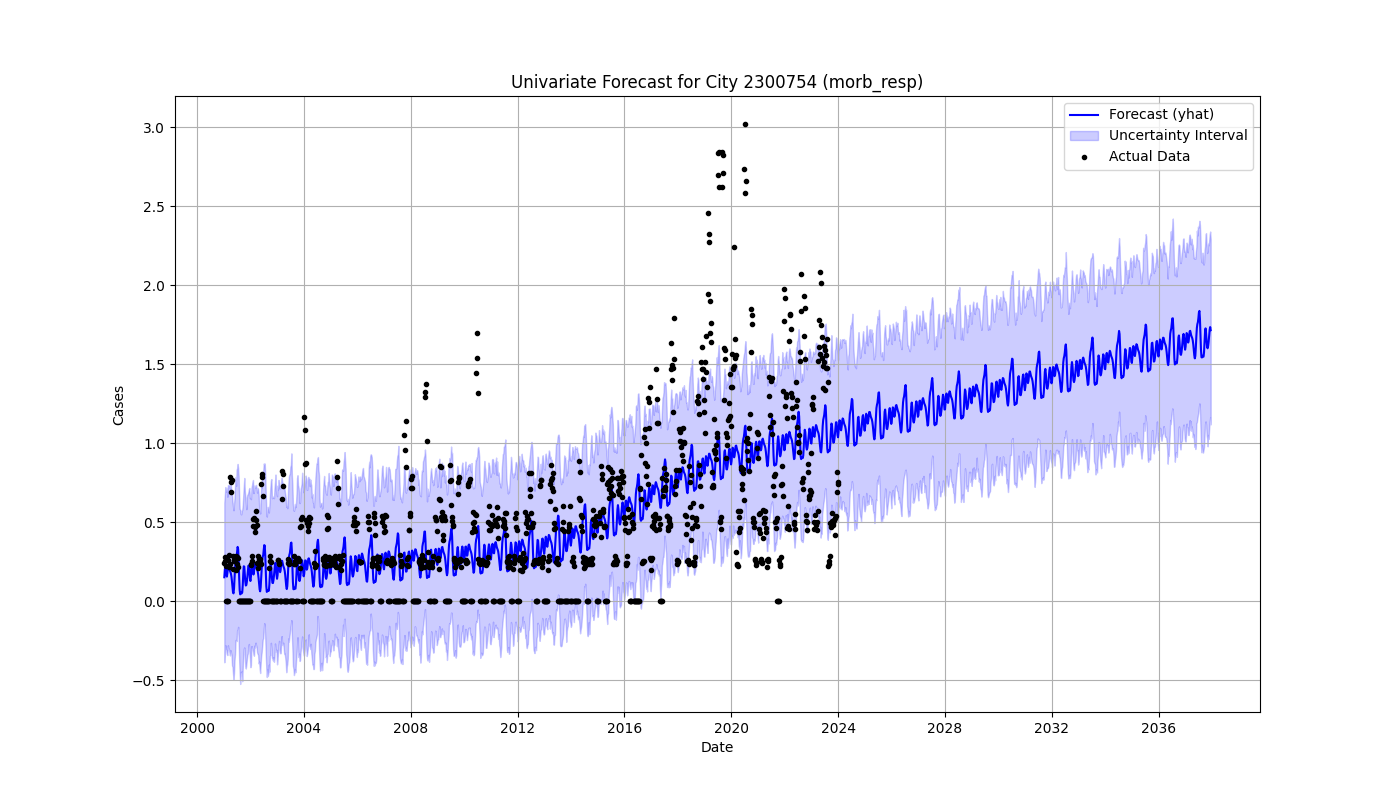 Univariate Forecast for City 2300754 (morb_resp)
Forecast (yhat)
Uncertainty Interval
Actual Data
3.0
2.5
2.0
1.5
1.0
0.5
0.0
−0.5
Cases
2000 2004 2008 2012 2016 2020 2024 2028 2032 2036
Date